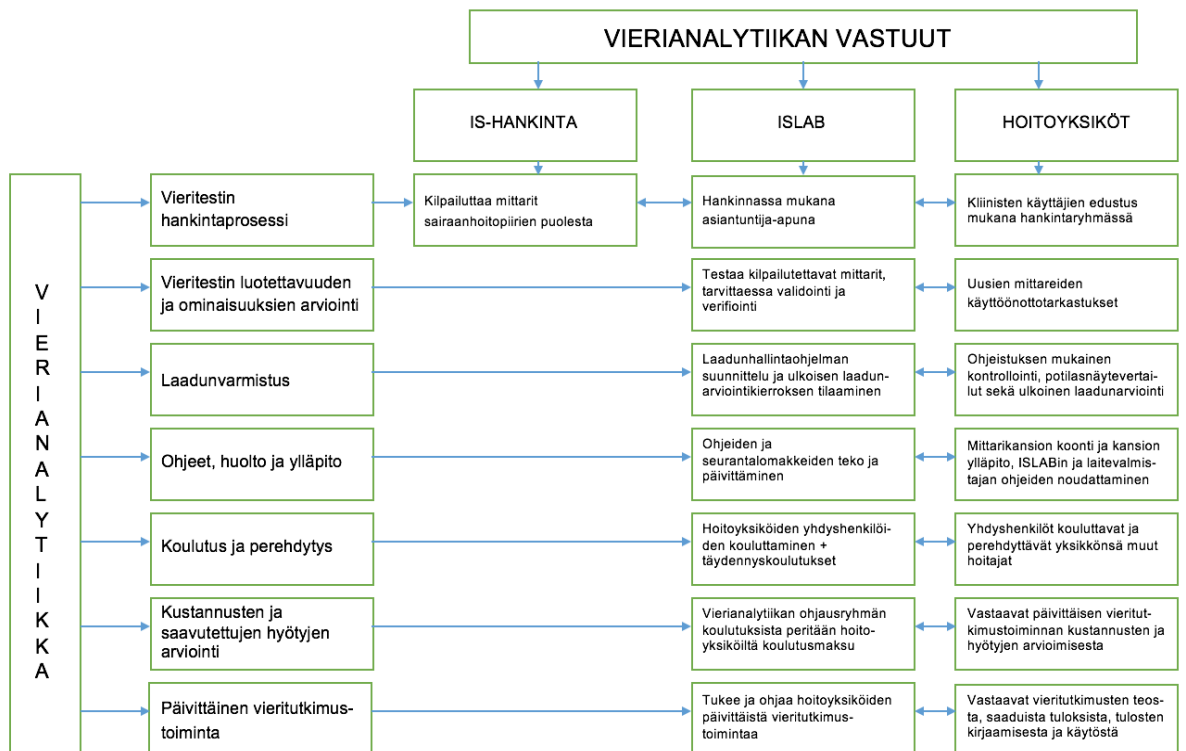 VIERIANALYTIIKAN VASTUUT
IS-HANKINTA
ISLAB
HOITOYKSIKÖT
VIERIANALYTIIKKA
Vieritestin
hankintaprosessi
Kilpailuttaa mittarit
sairaanhoitopiirien puolesta
Hankinnassa mukana
asiantuntija-apuna
Kliinisten käyttäjien edustus
mukana hankintaryhmässä
Vieritestin luotettavuuden
ja ominaisuuksien arviointi
Testaa kilpailutettavat mittarit,
tarvittaessa validointi ja
verifiointi
Uusien mittareiden
käyttöönottotarkastukset
Laadunvarmistus
Laadunhallintaohjelman
suunnittelu ja ulkoisen laadun-
arviointikierroksen tilaaminen
Ohjeistuksen mukainen
kontrollointi, potilasnäytevertai-
lut sekä ulkoinen laadunarviointi
Ohjeet, huolto ja ylläpito
Ohjeiden ja
seurantalomakkeiden teko ja
päivittäminen
Mittarikansion koonti ja kansion
ylläpito, ISLABin ja laitevalmis-
tajan ohjeiden noudattaminen
Koulutus ja perehdytys
Hoitoyksiköiden yhdyshenkilöi-
den kouluttaminen +
täydennyskoulutukset
Yhdyshenkilöt kouluttavat ja
perehdyttävät yksikkönsä muut
hoitajat
Kustannusten ja
saavutettujen hyötyjen
arviointi
Vierianalytiikan ohjausryhmän
koulutuksista peritään hoito-
yksiköiltä koulutusmaksu
Vastaavat päivittäisen vieritut-
kimustoiminnan kustannusten ja
hyötyjen arvioimisesta
Päivittäinen vieritutkimus-
toiminta
Tukee ja ohjaa hoitoyksiköiden
päivittäistä vieritutkimus-
toimintaa
Vastaavat vieritutkimusten teos-
ta, saaduista tuloksista, tulosten
kirjaamisesta ja käytöstä